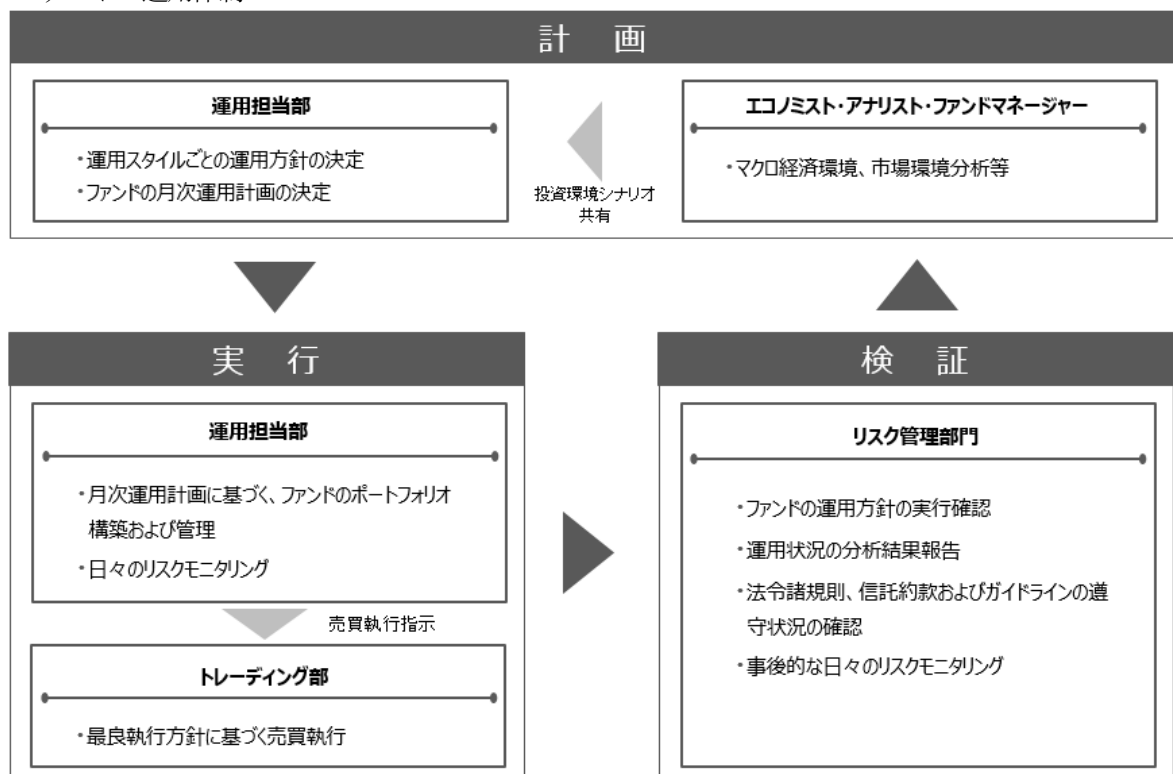 計　画
運用担当部
・運用スタイルごとの運用方針の決定
・ファンドの月次運用計画の決定
投資環境シナリオ
共有
エコノミスト・アナリスト・ファンドマネージャー
・マクロ経済環境、市場環境分析等
実　行
運用担当部
・月次運用計画に基づく、ファンドのポートフォリオ
構築および管理
・日々のリスクモニタリング
売買執行指示
トレーディング部
・最良執行方針に基づく売買執行
検　証
リスク管理部門
・ファンドの運用方針の実行確認
・運用状況の分析結果報告
・法令諸規則、信託約款およびガイドラインの遵
守状況の確認
・事後的な日々のリスクモニタリング